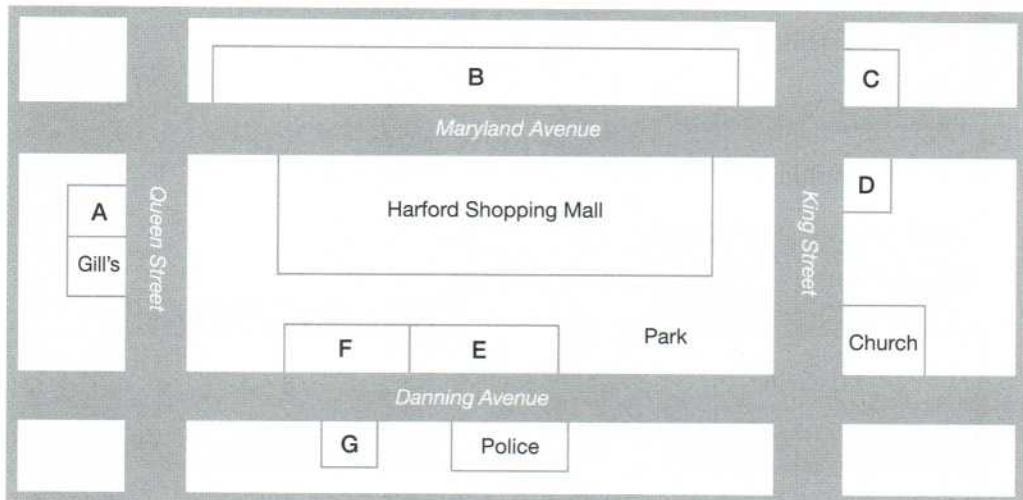 B
C
Maryland Avenue
A
Gill's
Queen Street
Harford Shopping Mall
King Street
D
F
E
Park
Church
Danning Avenue
G
Police